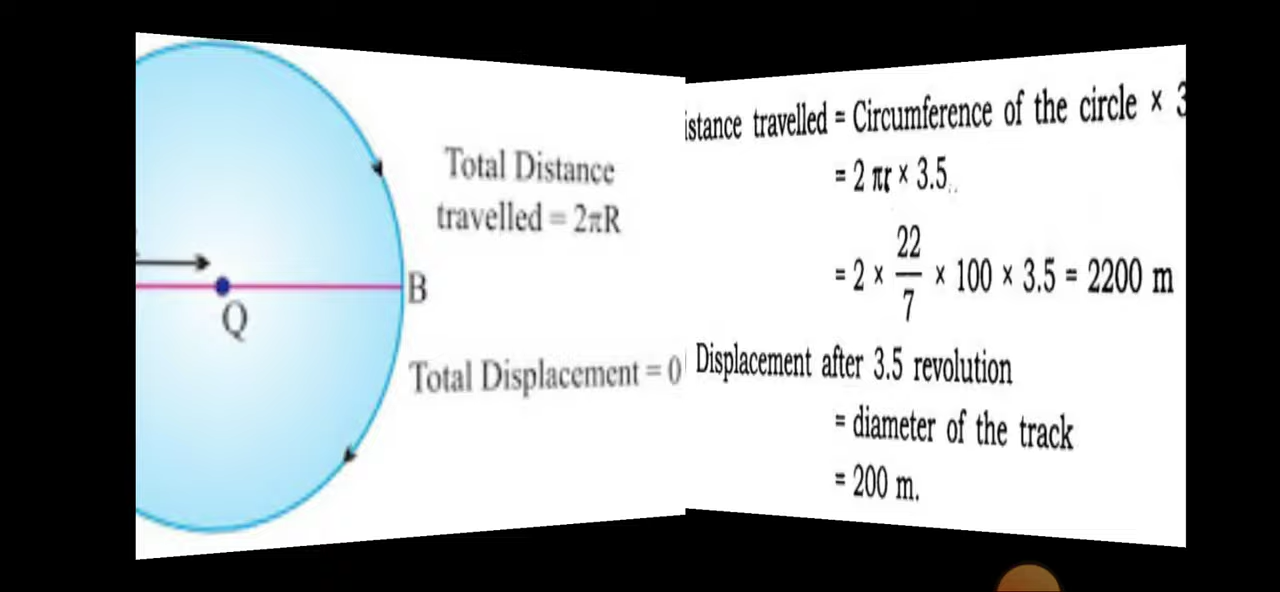 Total Distance
travelled = 2πR
B
Q
Total Displacement = 0
istance travelled = Circumference of the circle × 3
= 2 πr × 3.5
= 2 × 22/7 × 100 × 3.5 = 2200 m
Displacement after 3.5 revolution
= diameter of the track
= 200 m.